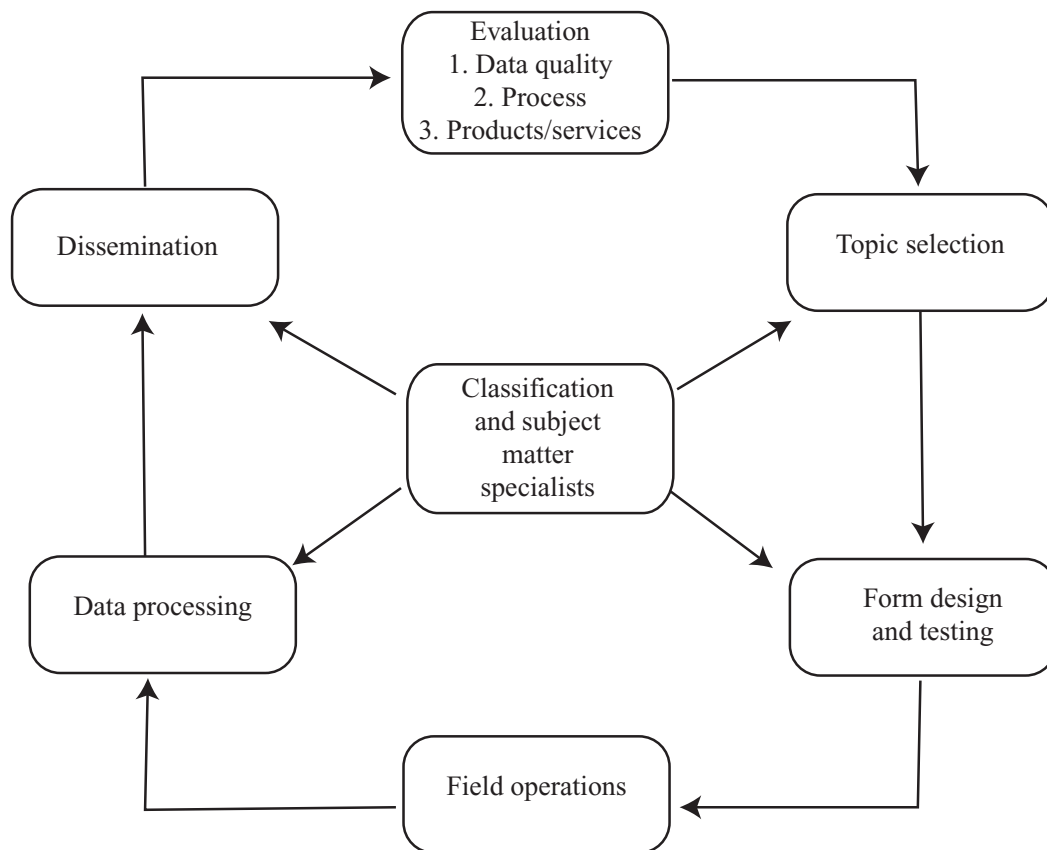 Evaluation
1. Data quality
2. Process
3. Products/services
Dissemination
Topic selection
Classification
and subject
matter
specialists
Data processing
Form design
and testing
Field operations